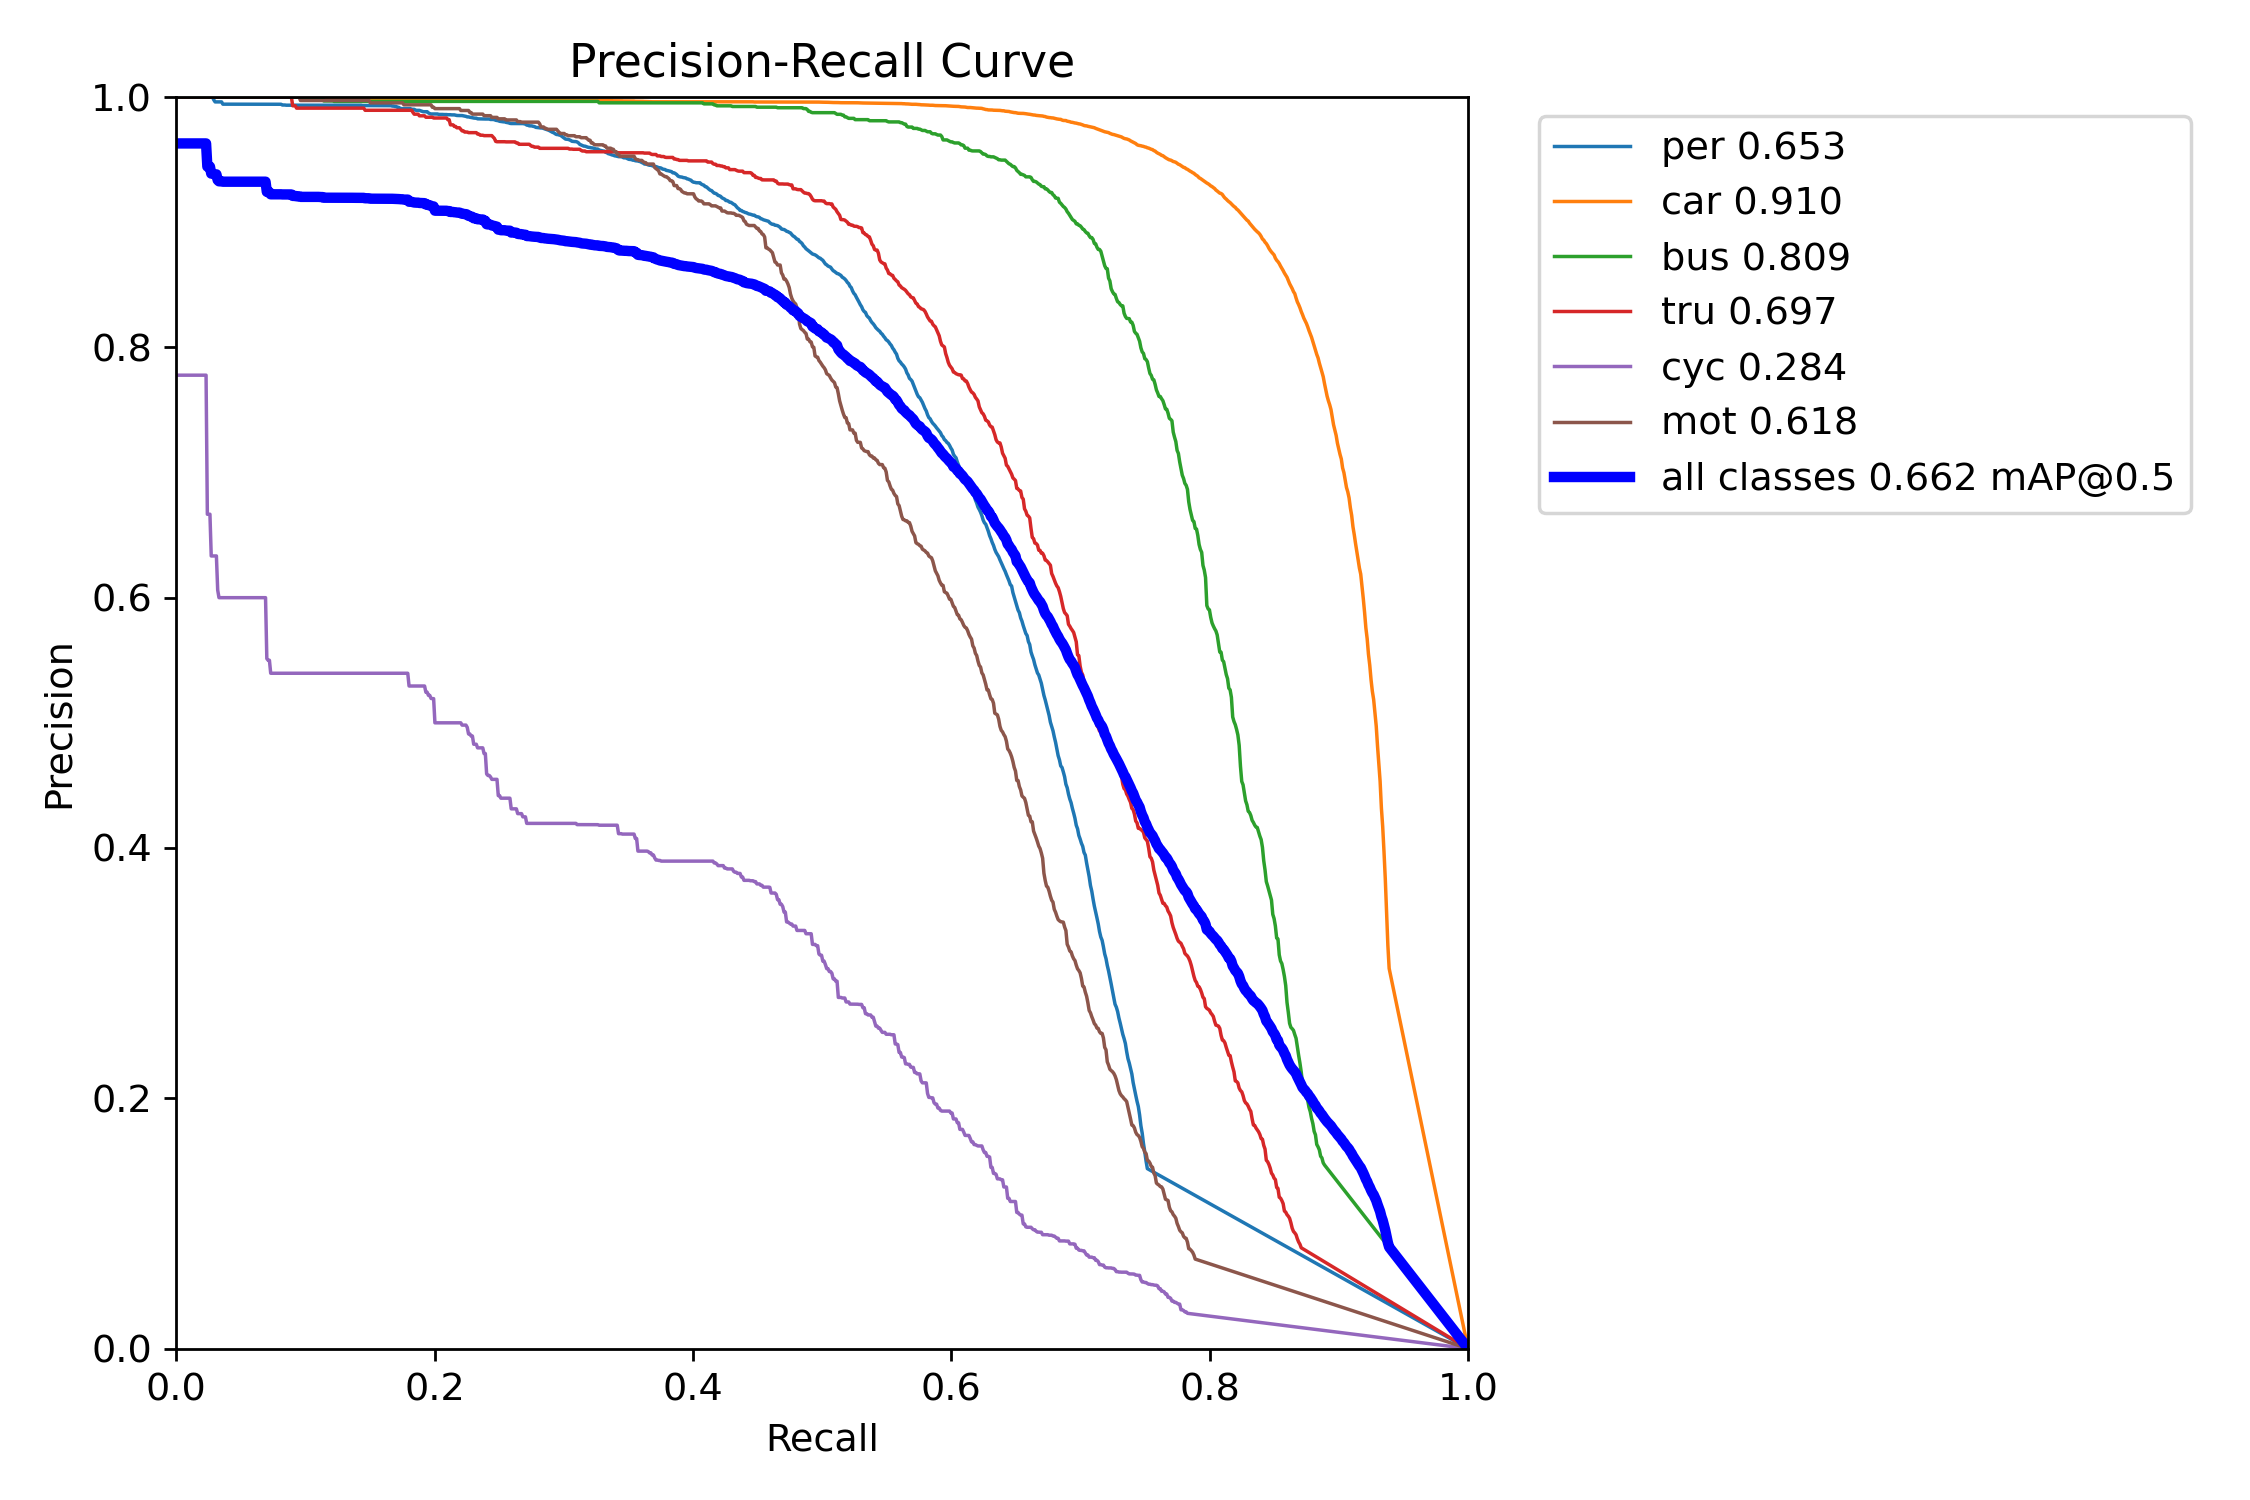 Precision-Recall Curve
1.0
0.8
0.6
0.4
0.2
0.0
Precision
0.0 0.2 0.4 0.6 0.8 1.0
Recall
per 0.653
car 0.910
bus 0.809
tru 0.697
cyc 0.284
mot 0.618
all classes 0.662 mAP@0.5